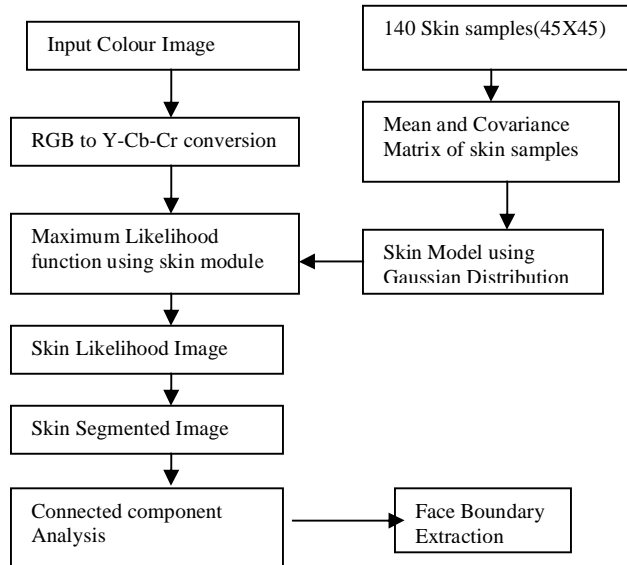 Input Colour Image
140 Skin samples(45X45)
RGB to Y-Cb-Cr conversion
Mean and Covariance
Matrix of skin samples
Maximum Likelihood
function using skin module
Skin Model using
Gaussian Distribution
Skin Likelihood Image
Skin Segmented Image
Connected component
Analysis
Face Boundary
Extraction